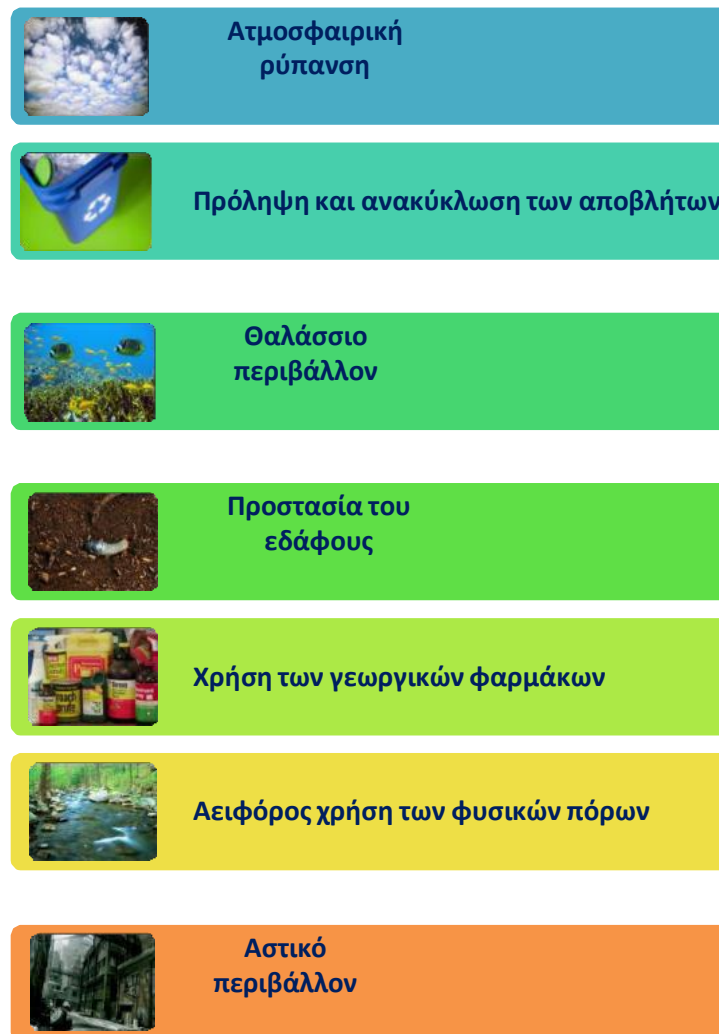 Ατμοσφαιρική
ρύπανση
Πρόληψη και ανακύκλωση των αποβλήτων
Θαλάσσιο
περιβάλλον
Προστασία του
εδάφους
Χρήση των γεωργικών φαρμάκων
Αειφόρος χρήση των φυσικών πόρων
Αστικό
περιβάλλον